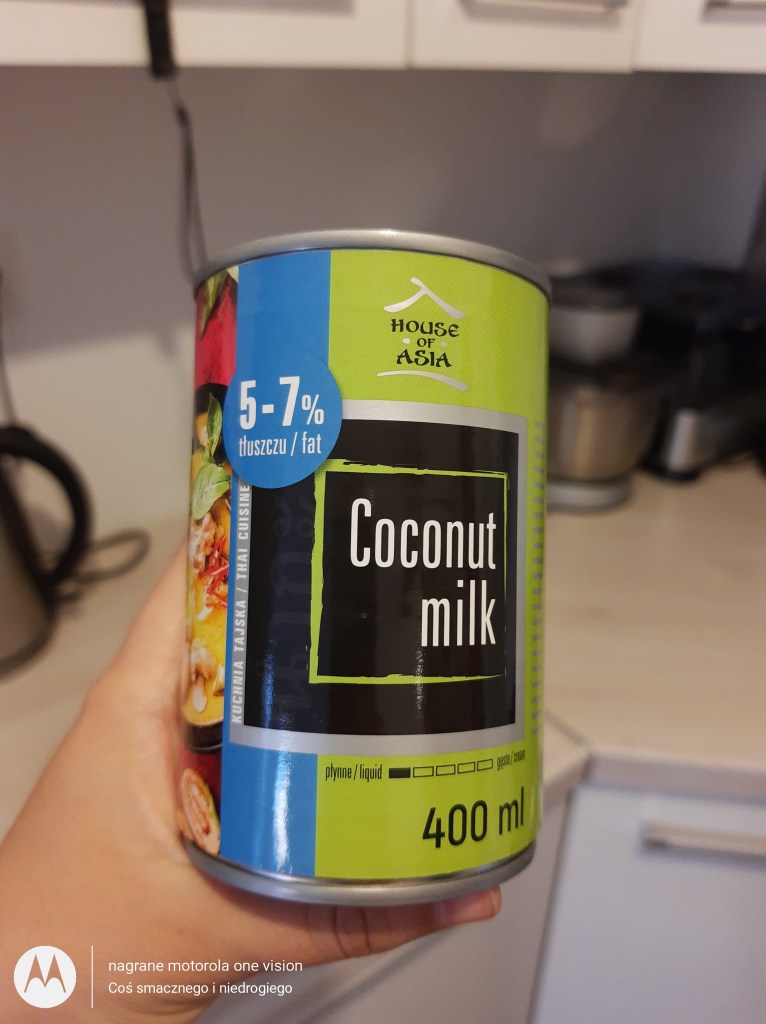 HOUSE
OF
ASIA
5-7%
tłuszczu / fat
KUCHNIA TAJSKA / THAI CUISINE
Coconut
milk
płynne / liquid
gęste / cream
400 ml
nagrane motorola one vision
Coś smacznego i niedrogiego